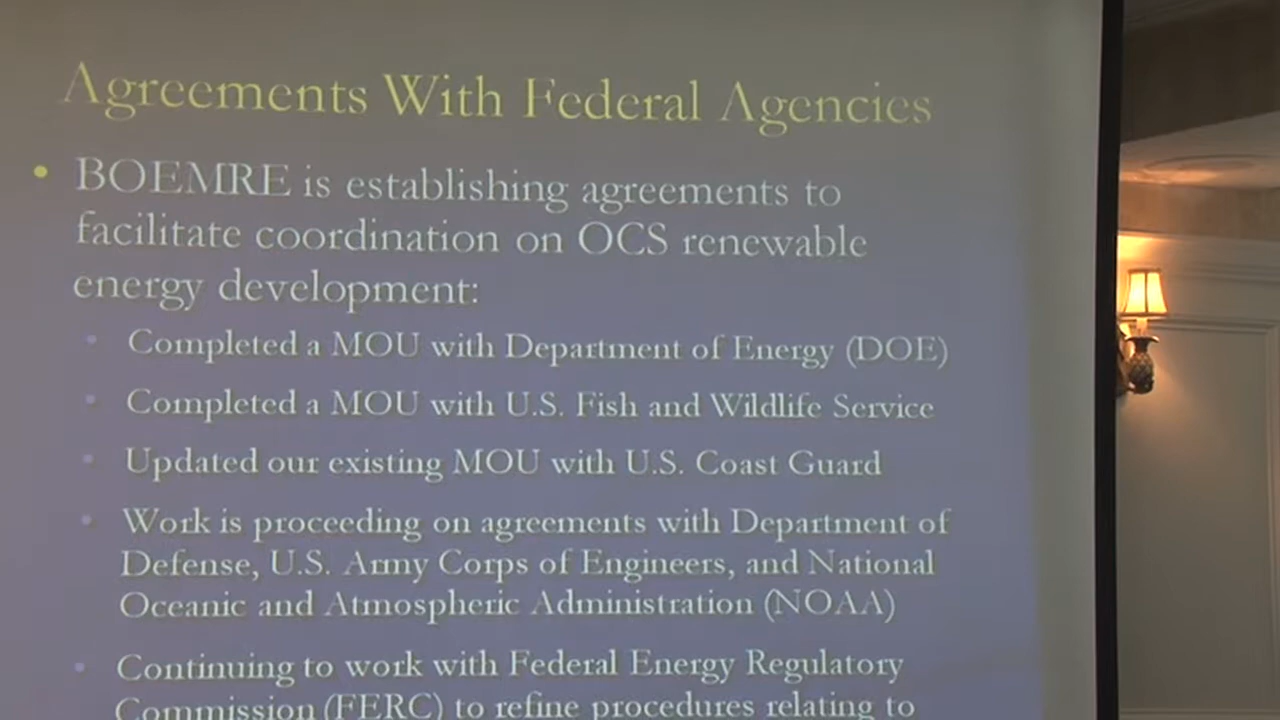 Agreements With Federal Agencies
• BOEMRE is establishing agreements to
facilitate coordination on OCS renewable
energy development:
• Completed a MOU with Department of Energy (DOE)
• Completed a MOU with U.S. Fish and Wildlife Service
• Updated our existing MOU with U.S. Coast Guard
• Work is proceeding on agreements with Department of
Defense, U.S. Army Corps of Engineers, and National
Oceanic and Atmospheric Administration (NOAA)
• Continuing to work with Federal Energy Regulatory
Commission (FERC) to refine procedures relating to